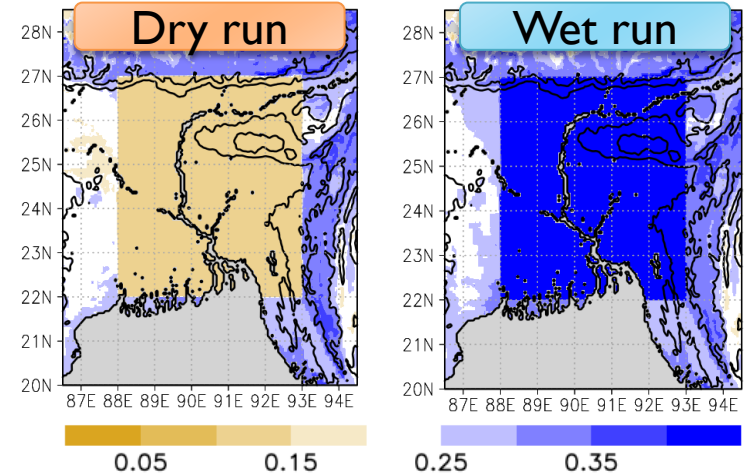 Dry run
Wet run
28N
27N
26N
25N
24N
23N
22N
21N
20N
87E 88E 89E 90E 91E 92E 93E 94E
28N
27N
26N
25N
24N
23N
22N
21N
20N
87E 88E 89E 90E 91E 92E 93E 94E
0.05 0.15
0.25 0.35